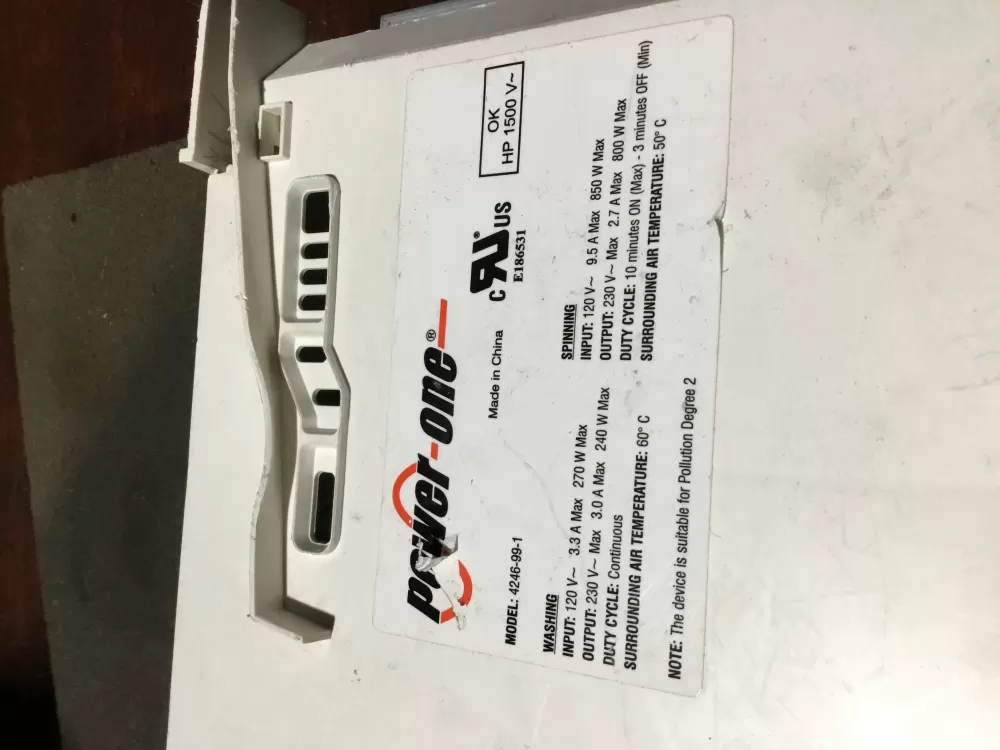 power-one®
OK
HP 1500 V~
Made in China
c RU® US
E186531
MODEL: 4246-99-1
WASHING
INPUT: 120 V~ 3.3 A Max 270 W Max
OUTPUT: 230 V~ Max 3.0 A Max 240 W Max
DUTY CYCLE: Continuous
SURROUNDING AIR TEMPERATURE: 60° C
SPINNING
INPUT: 120 V~ 9.5 A Max 850 W Max
OUTPUT: 230 V~ Max 2.7 A Max 800 W Max
DUTY CYCLE: 10 minutes ON (Max) - 3 minutes OFF (Min)
SURROUNDING AIR TEMPERATURE: 50° C
NOTE: The device is suitable for Pollution Degree 2